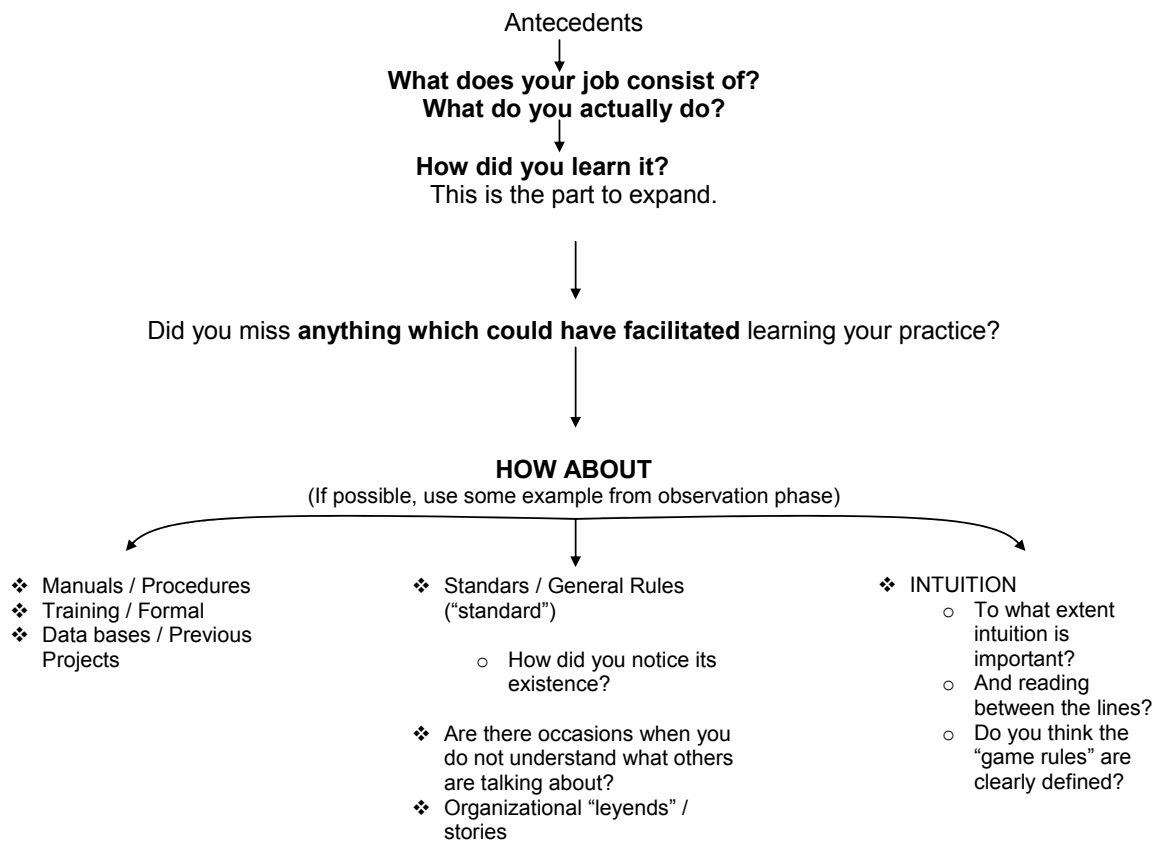 Antecedents
What does your job consist of?
What do you actually do?
How did you learn it?
This is the part to expand.
Did you miss anything which could have facilitated learning your practice?
HOW ABOUT
(If possible, use some example from observation phase)
❖ Manuals / Procedures
❖ Training / Formal
❖ Data bases / Previous
Projects
❖ Standars / General Rules
(“standard”)
o How did you notice its
existence?
❖ Are there occasions when you
do not understand what others
are talking about?
❖ Organizational “leyends” /
stories
❖ INTUITION
o To what extent
intuition is
important?
o And reading
between the lines?
o Do you think the
“game rules” are
clearly defined?